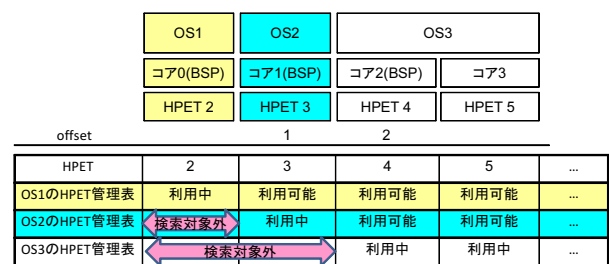 OS1 OS2 OS3
コア0(BSP) コア1(BSP) コア2(BSP) コア3
HPET 2 HPET 3 HPET 4 HPET 5
offset 1 2
HPET 2 3 4 5 ...
OS1のHPET管理表 利用中 利用可能 利用可能 利用可能 ...
OS2のHPET管理表 検索対象外 利用中 利用可能 利用可能 ...
OS3のHPET管理表 検索対象外 利用中 利用中 ...